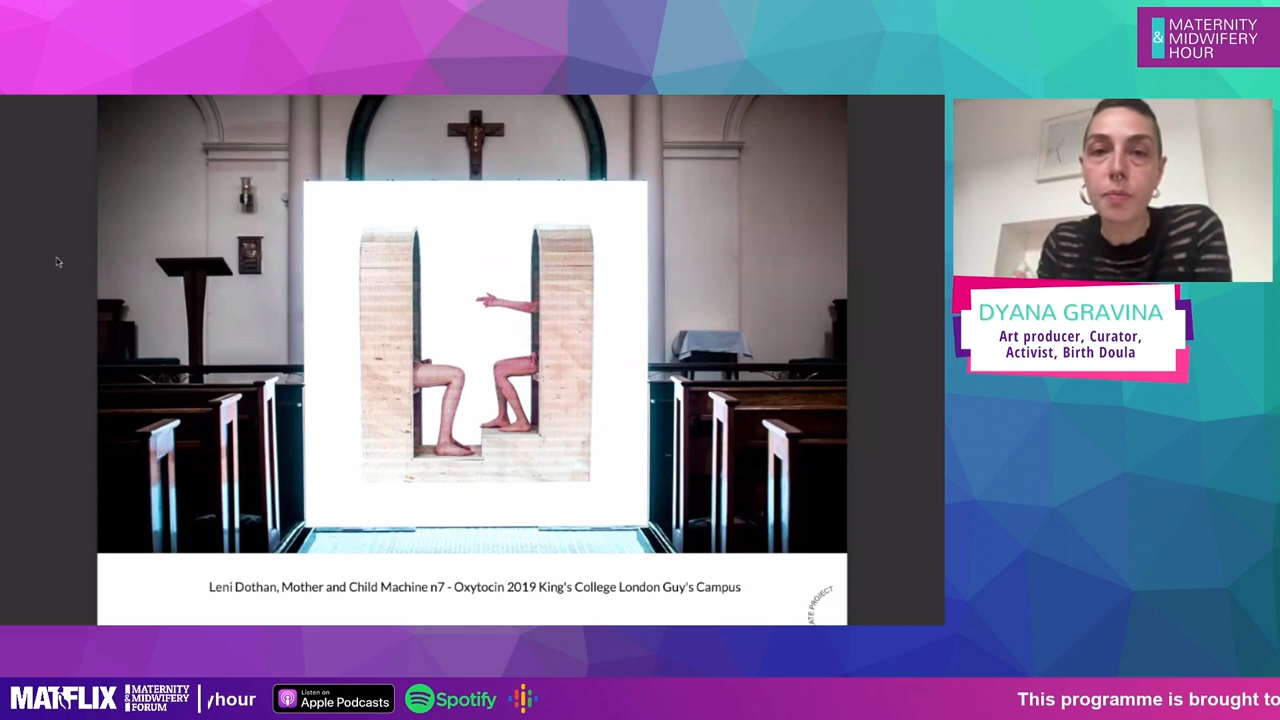 MATERNITY
& MIDWIFERY
HOUR
DYANA GRAVINA
Art producer, Curator,
Activist, Birth Doula
Leni Dothan, Mother and Child Machine n7 - Oxytocin 2019 King's College London Guy's Campus
ATE PROJECT
MATFLIX
MATERNITY
& MIDWIFERY
FORUM
/hour
Listen on
Apple Podcasts
Spotify
This programme is brought to